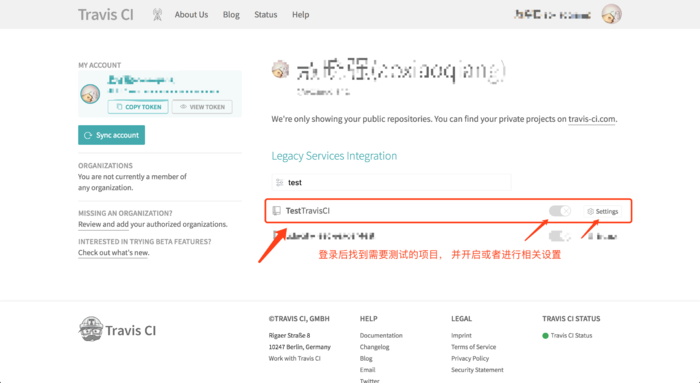 Travis CI
About Us
Blog
Status
Help
MY ACCOUNT
COPY TOKEN
VIEW TOKEN
Sync account
ORGANIZATIONS
You are not currently a member of
any organization.
MISSING AN ORGANIZATION?
Review and add your authorized organizations.
INTERESTED IN TRYING BETA FEATURES?
Check out what's new.
We're only showing your public repositories. You can find your private projects on travis-ci.com.
Legacy Services Integration
test
TestTravisCI
Settings
登录后找到需要测试的项目， 并开启或者进行相关设置
Travis CI
©TRAVIS CI, GMBH
Rigaer Straße 8
10247 Berlin, Germany
Work with Travis CI
HELP
Documentation
Changelog
Blog
Email
Twitter
LEGAL
Imprint
Terms of Service
Privacy Policy
Security Statement
TRAVIS CI STATUS
Travis CI Status